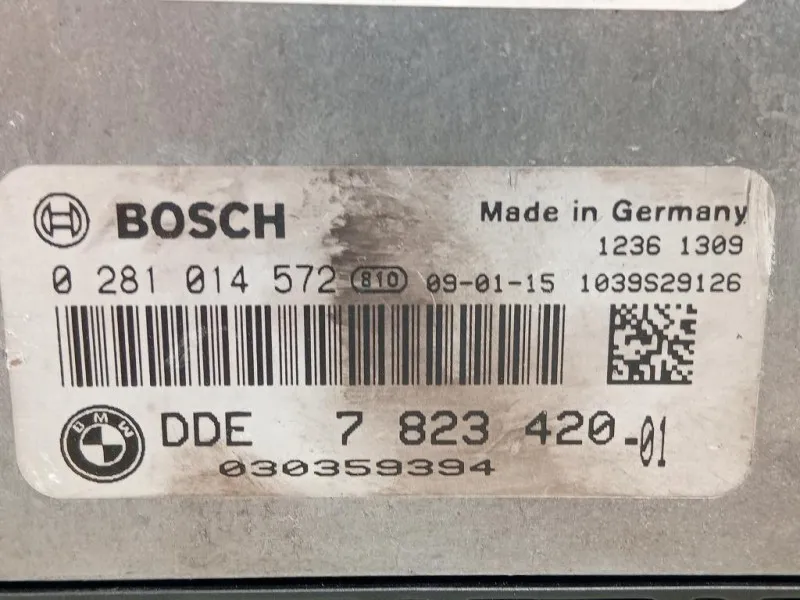 BOSCH
Made in Germany
1236 1309
0 281 014 572 810 09-01-15 1039S29126
BMW
DDE 7 823 420-01
030359394